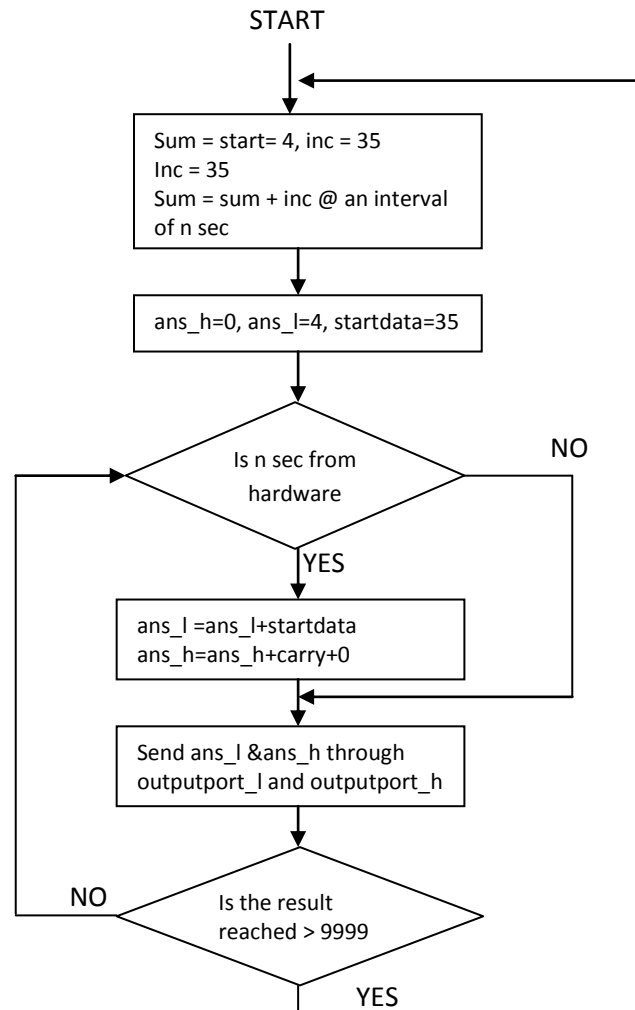 START
Sum = start= 4, inc = 35
Inc = 35
Sum = sum + inc @ an interval
of n sec
ans_h=0, ans_l=4, startdata=35
Is n sec from
hardware
NO
YES
ans_l =ans_l+startdata
ans_h=ans_h+carry+0
Send ans_l &ans_h through
outputport_l and outputport_h
NO
Is the result
reached > 9999
YES